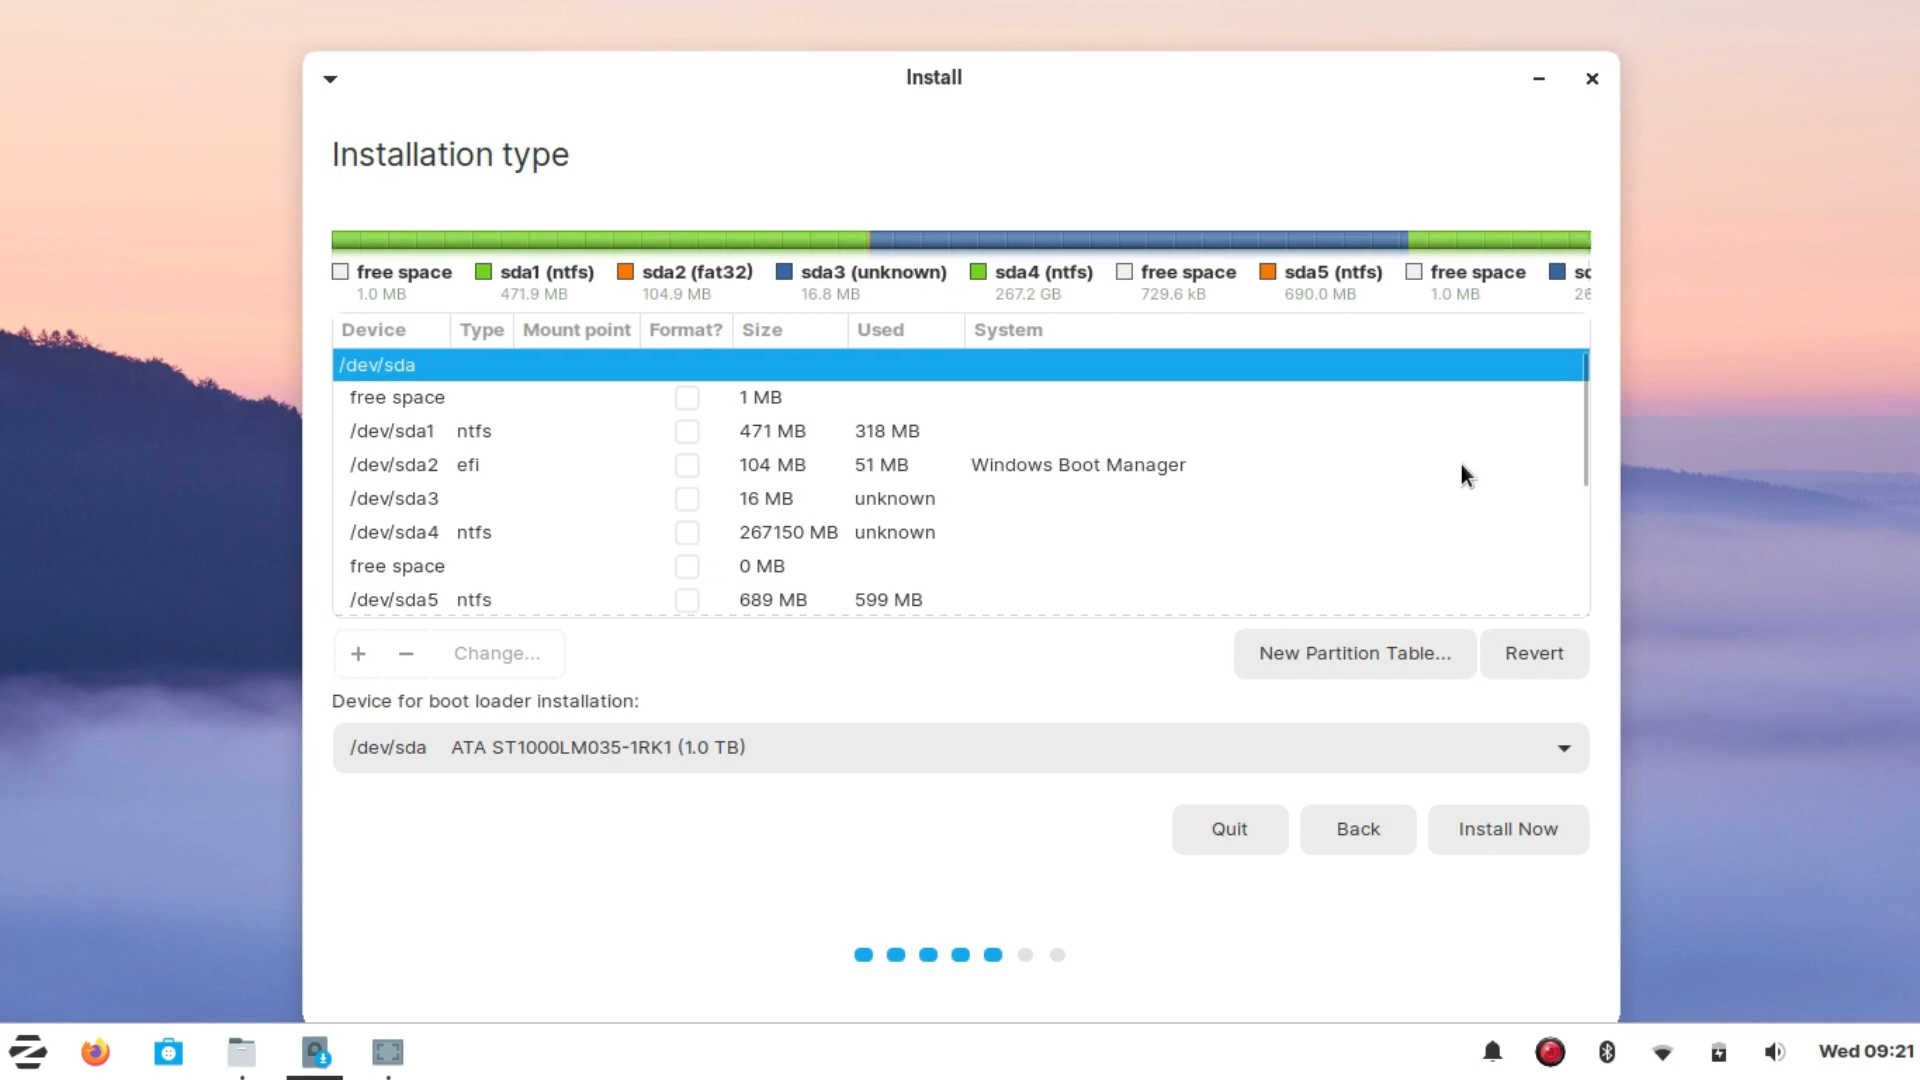 Install
Installation type
free space sda1 (ntfs) sda2 (fat32) sda3 (unknown) sda4 (ntfs) free space sda5 (ntfs) free space
1.0 MB 471.9 MB 104.9 MB 16.8 MB 267.2 GB 729.6 kB 690.0 MB 1.0 MB
Device Type Mount point Format? Size Used System
/dev/sda
free space 1 MB
/dev/sda1 ntfs 471 MB 318 MB
/dev/sda2 efi 104 MB 51 MB Windows Boot Manager
/dev/sda3 16 MB unknown
/dev/sda4 ntfs 267150 MB unknown
free space 0 MB
/dev/sda5 ntfs 689 MB 599 MB
+ − Change... New Partition Table... Revert
Device for boot loader installation:
/dev/sda ATA ST1000LM035-1RK1 (1.0 TB)
Quit Back Install Now
Wed 09:21